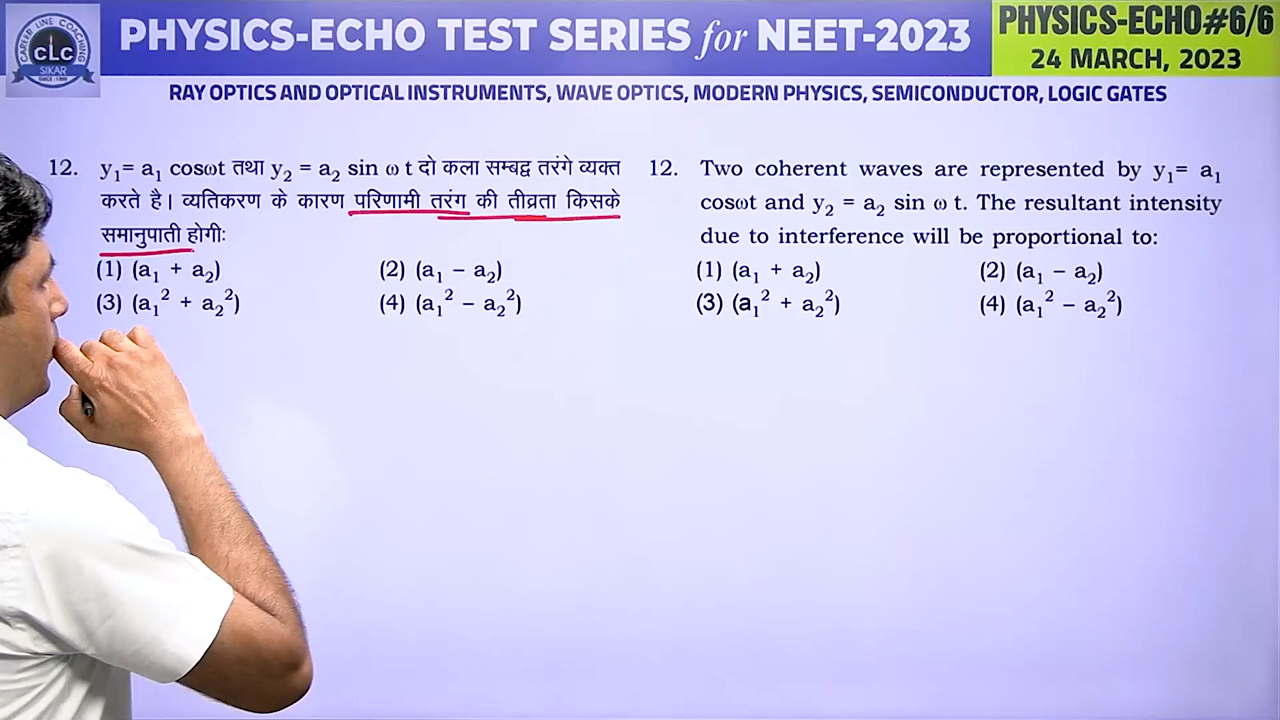 CAREER LINE COACHING
CLC
SIKAR
SINCE : 1996
PHYSICS-ECHO TEST SERIES for NEET-2023
PHYSICS-ECHO#6/6
24 MARCH, 2023
RAY OPTICS AND OPTICAL INSTRUMENTS, WAVE OPTICS, MODERN PHYSICS, SEMICONDUCTOR, LOGIC GATES
12. y₁= a₁ cosωt तथा y₂ = a₂ sin ω t दो कला सम्बद्व तरंगे व्यक्त
करते है। व्यतिकरण के कारण परिणामी तरंग की तीव्रता किसके
समानुपाती होगीः
(1) (a₁ + a₂) (2) (a₁ − a₂)
(3) (a₁² + a₂²) (4) (a₁² − a₂²)
12. Two coherent waves are represented by y₁= a₁
cosωt and y₂ = a₂ sin ω t. The resultant intensity
due to interference will be proportional to:
(1) (a₁ + a₂) (2) (a₁ − a₂)
(3) (a₁² + a₂²) (4) (a₁² − a₂²)